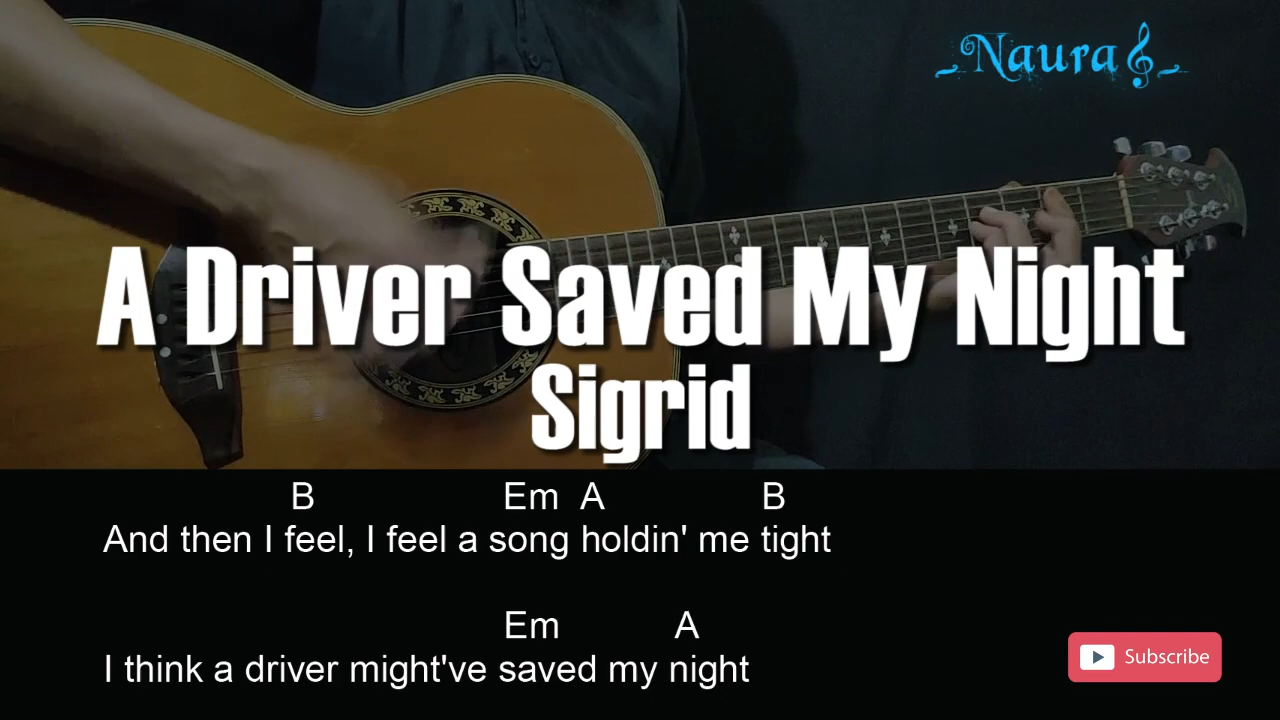 Naura
A Driver Saved My Night
Sigrid
B Em A B
And then I feel, I feel a song holdin' me tight
Em A
I think a driver might've saved my night
Subscribe